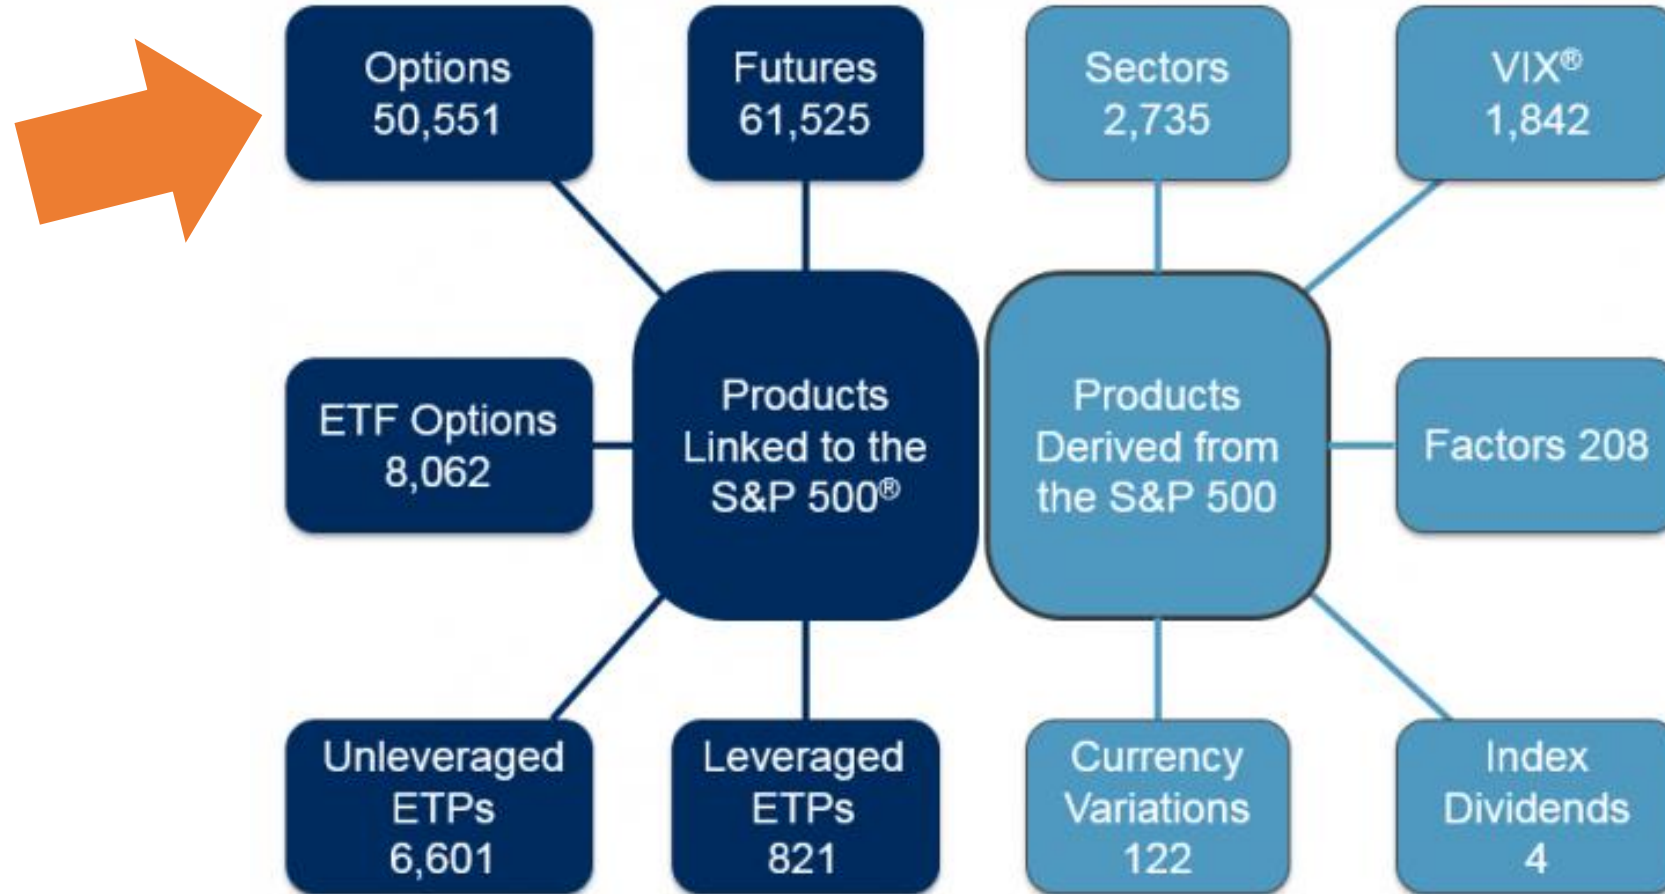 Options
50,551
Futures
61,525
Sectors
2,735
VIX®
1,842
ETF Options
8,062
Products
Linked to the
S&P 500®
Products
Derived from
the S&P 500
Factors 208
Unleveraged
ETPs
6,601
Leveraged
ETPs
821
Currency
Variations
122
Index
Dividends
4